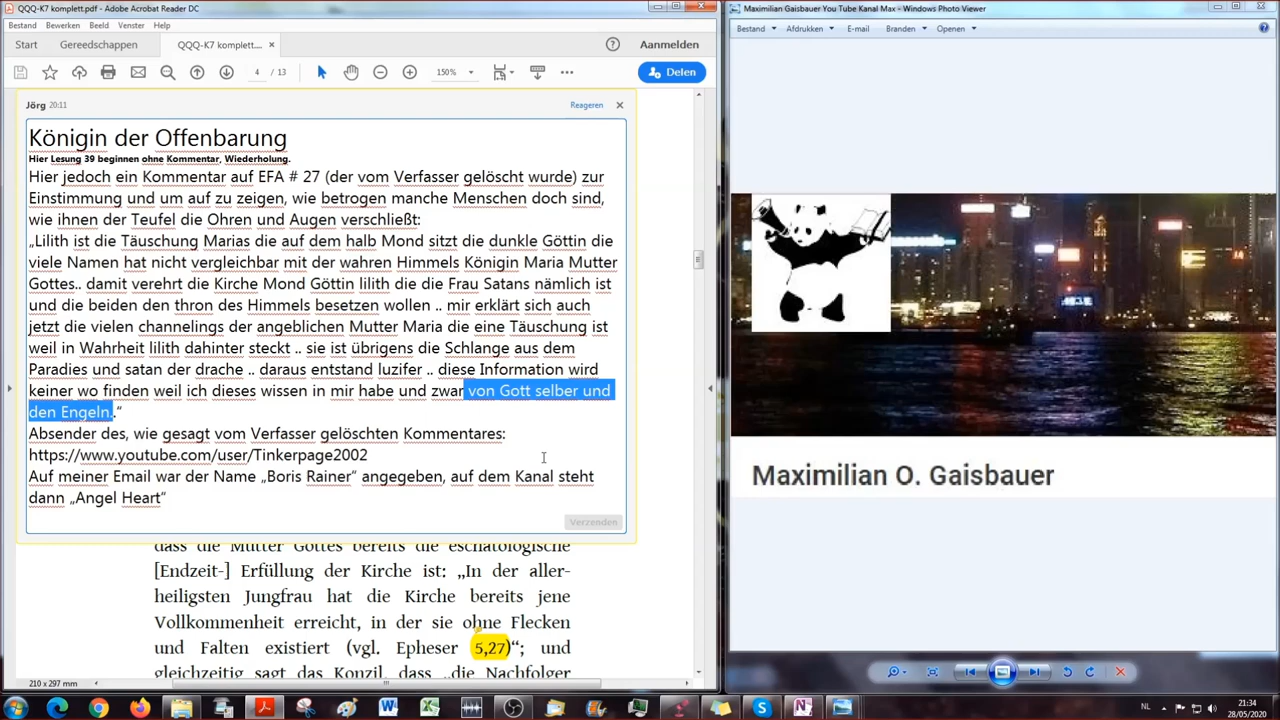 QQQ-K7 komplett.pdf - Adobe Acrobat Reader DC
Bestand Bewerken Beeld Venster Help
Start Gereedschappen QQQ-K7 komplett.... × Aanmelden
4 / 13 150% Delen
Jörg 20:11 Reageren ×
Königin der Offenbarung
Hier Lesung 39 beginnen ohne Kommentar, Wiederholung.
Hier jedoch ein Kommentar auf EFA # 27 (der vom Verfasser gelöscht wurde) zur
Einstimmung und um auf zu zeigen, wie betrogen manche Menschen doch sind,
wie ihnen der Teufel die Ohren und Augen verschließt:
„Lilith ist die Täuschung Marias die auf dem halb Mond sitzt die dunkle Göttin die
viele Namen hat nicht vergleichbar mit der wahren Himmels Königin Maria Mutter
Gottes.. damit verehrt die Kirche Mond Göttin lilith die die Frau Satans nämlich ist
und die beiden den thron des Himmels besetzen wollen .. mir erklärt sich auch
jetzt die vielen channelings der angeblichen Mutter Maria die eine Täuschung ist
weil in Wahrheit lilith dahinter steckt .. sie ist übrigens die Schlange aus dem
Paradies und satan der drache .. daraus entstand luzifer .. diese Information wird
keiner wo finden weil ich dieses wissen in mir habe und zwar von Gott selber und
den Engeln..“
Absender des, wie gesagt vom Verfasser gelöschten Kommentares:
https://www.youtube.com/user/Tinkerpage2002
Auf meiner Email war der Name „Boris Rainer“ angegeben, auf dem Kanal steht
dann „Angel Heart“
Verzenden
dass die Mutter Gottes bereits die eschatologische
[Endzeit-] Erfüllung der Kirche ist: „In der aller-
heiligsten Jungfrau hat die Kirche bereits jene
Vollkommenheit erreicht, in der sie ohne Flecken
und Falten existiert (vgl. Epheser 5,27)“; und
gleichzeitig sagt das Konzil, dass „die Nachfolger
210 x 297 mm
Maximilian Gaisbauer You Tube Kanal Max - Windows Photo Viewer
Bestand Afdrukken E-mail Branden Openen
Maximilian O. Gaisbauer
NL 21:34
28/05/2020